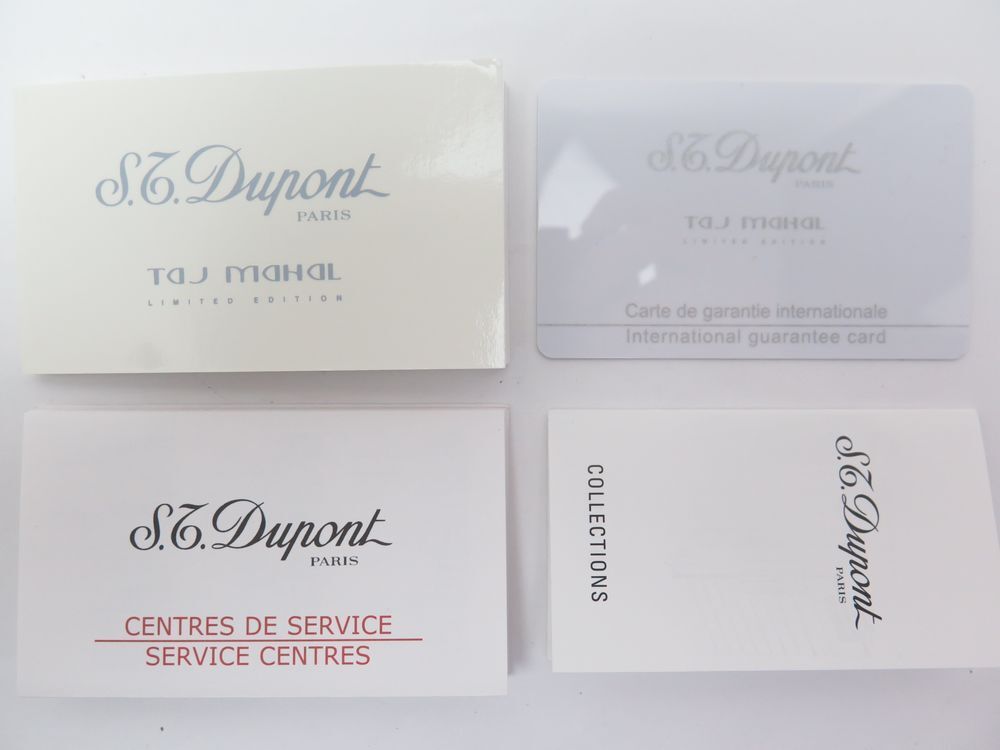 S.T. Dupont
PARIS
TAJ MAHAL
LIMITED EDITION
S.T. Dupont
PARIS
TAJ MAHAL
LIMITED EDITION
Carte de garantie internationale
International guarantee card
S.T. Dupont
PARIS
CENTRES DE SERVICE
SERVICE CENTRES
S.T. Dupont
PARIS
COLLECTIONS